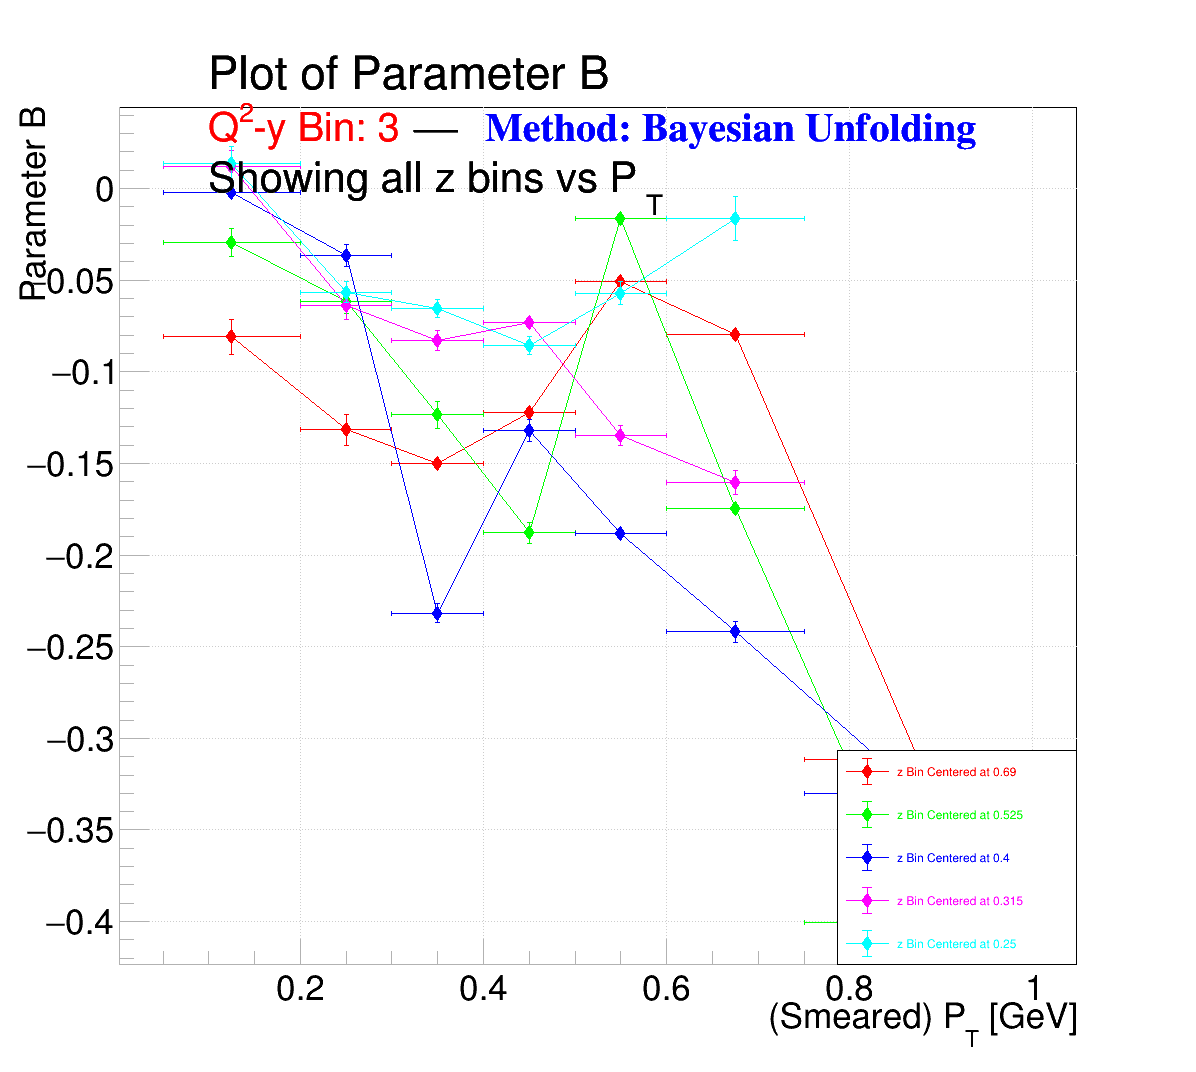 Plot of Parameter B
Q2-y Bin: 3 — Method: Bayesian Unfolding
Showing all z bins vs PT
Parameter B
0
−0.05
−0.1
−0.15
−0.2
−0.25
−0.3
−0.35
−0.4
z Bin Centered at 0.69
z Bin Centered at 0.525
z Bin Centered at 0.4
z Bin Centered at 0.315
z Bin Centered at 0.25
0.2 0.4 0.6 0.8 1
(Smeared) PT [GeV]